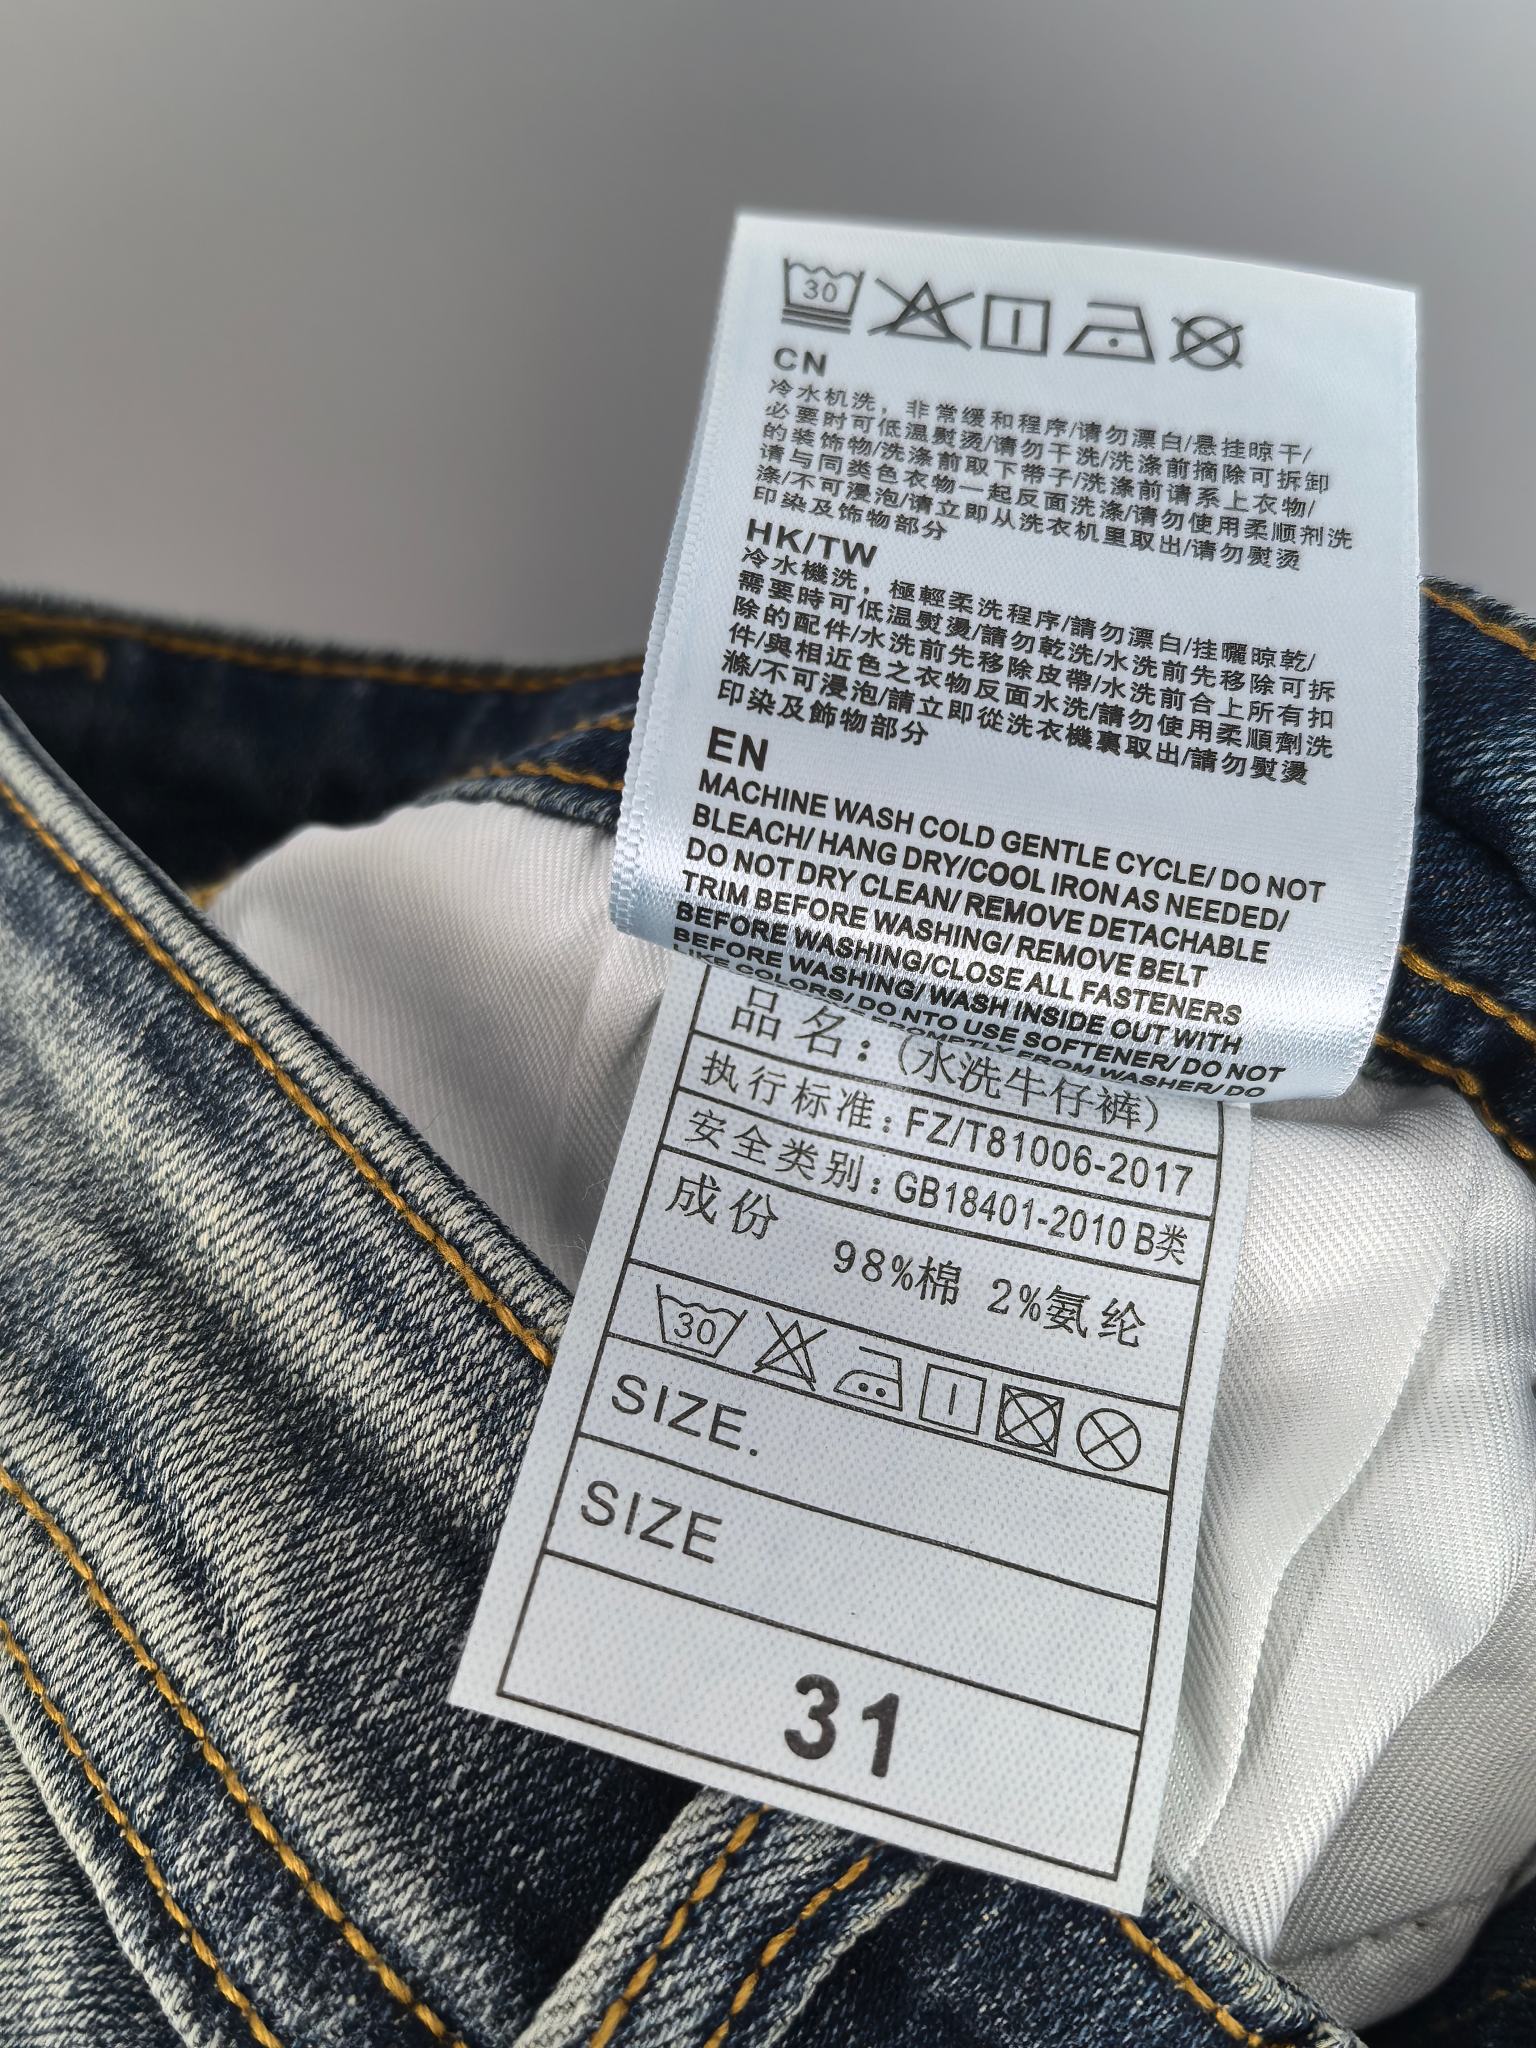 30
CN
冷水机洗，非常缓和程序/请勿漂白/悬挂晾干/
必要时可低温熨烫/请勿干洗/洗涤前摘除可拆卸
的装饰物/洗涤前取下带子/洗涤前请系上衣物/
请与同类色衣物一起反面洗涤/请勿使用柔顺剂洗
涤/不可浸泡/请立即从洗衣机里取出/请勿熨烫
印染及饰物部分
HK/TW
冷水機洗，極輕柔洗程序/請勿漂白/挂曬晾乾/
需要時可低温熨燙/請勿乾洗/水洗前先移除可拆
除的配件/水洗前先移除皮帶/水洗前合上所有扣
件/與相近色之衣物反面水洗/請勿使用柔順劑洗
滌/不可浸泡/請立即從洗衣機裏取出/請勿熨燙
印染及飾物部分
EN
MACHINE WASH COLD GENTLE CYCLE/ DO NOT
BLEACH/ HANG DRY/COOL IRON AS NEEDED/
DO NOT DRY CLEAN/ REMOVE DETACHABLE
TRIM BEFORE WASHING/ REMOVE BELT
BEFORE WASHING/CLOSE ALL FASTENERS
BEFORE WASHING/ WASH INSIDE OUT WITH
LIKE COLORS/ DO NTO USE SOFTENER/ DO NOT
PROMPTLY FROM WASHER/ DO
品名：（水洗牛仔裤）
执行标准：FZ/T81006-2017
安全类别：GB18401-2010 B类
成份
98%棉 2%氨纶
30
SIZE.
SIZE
31